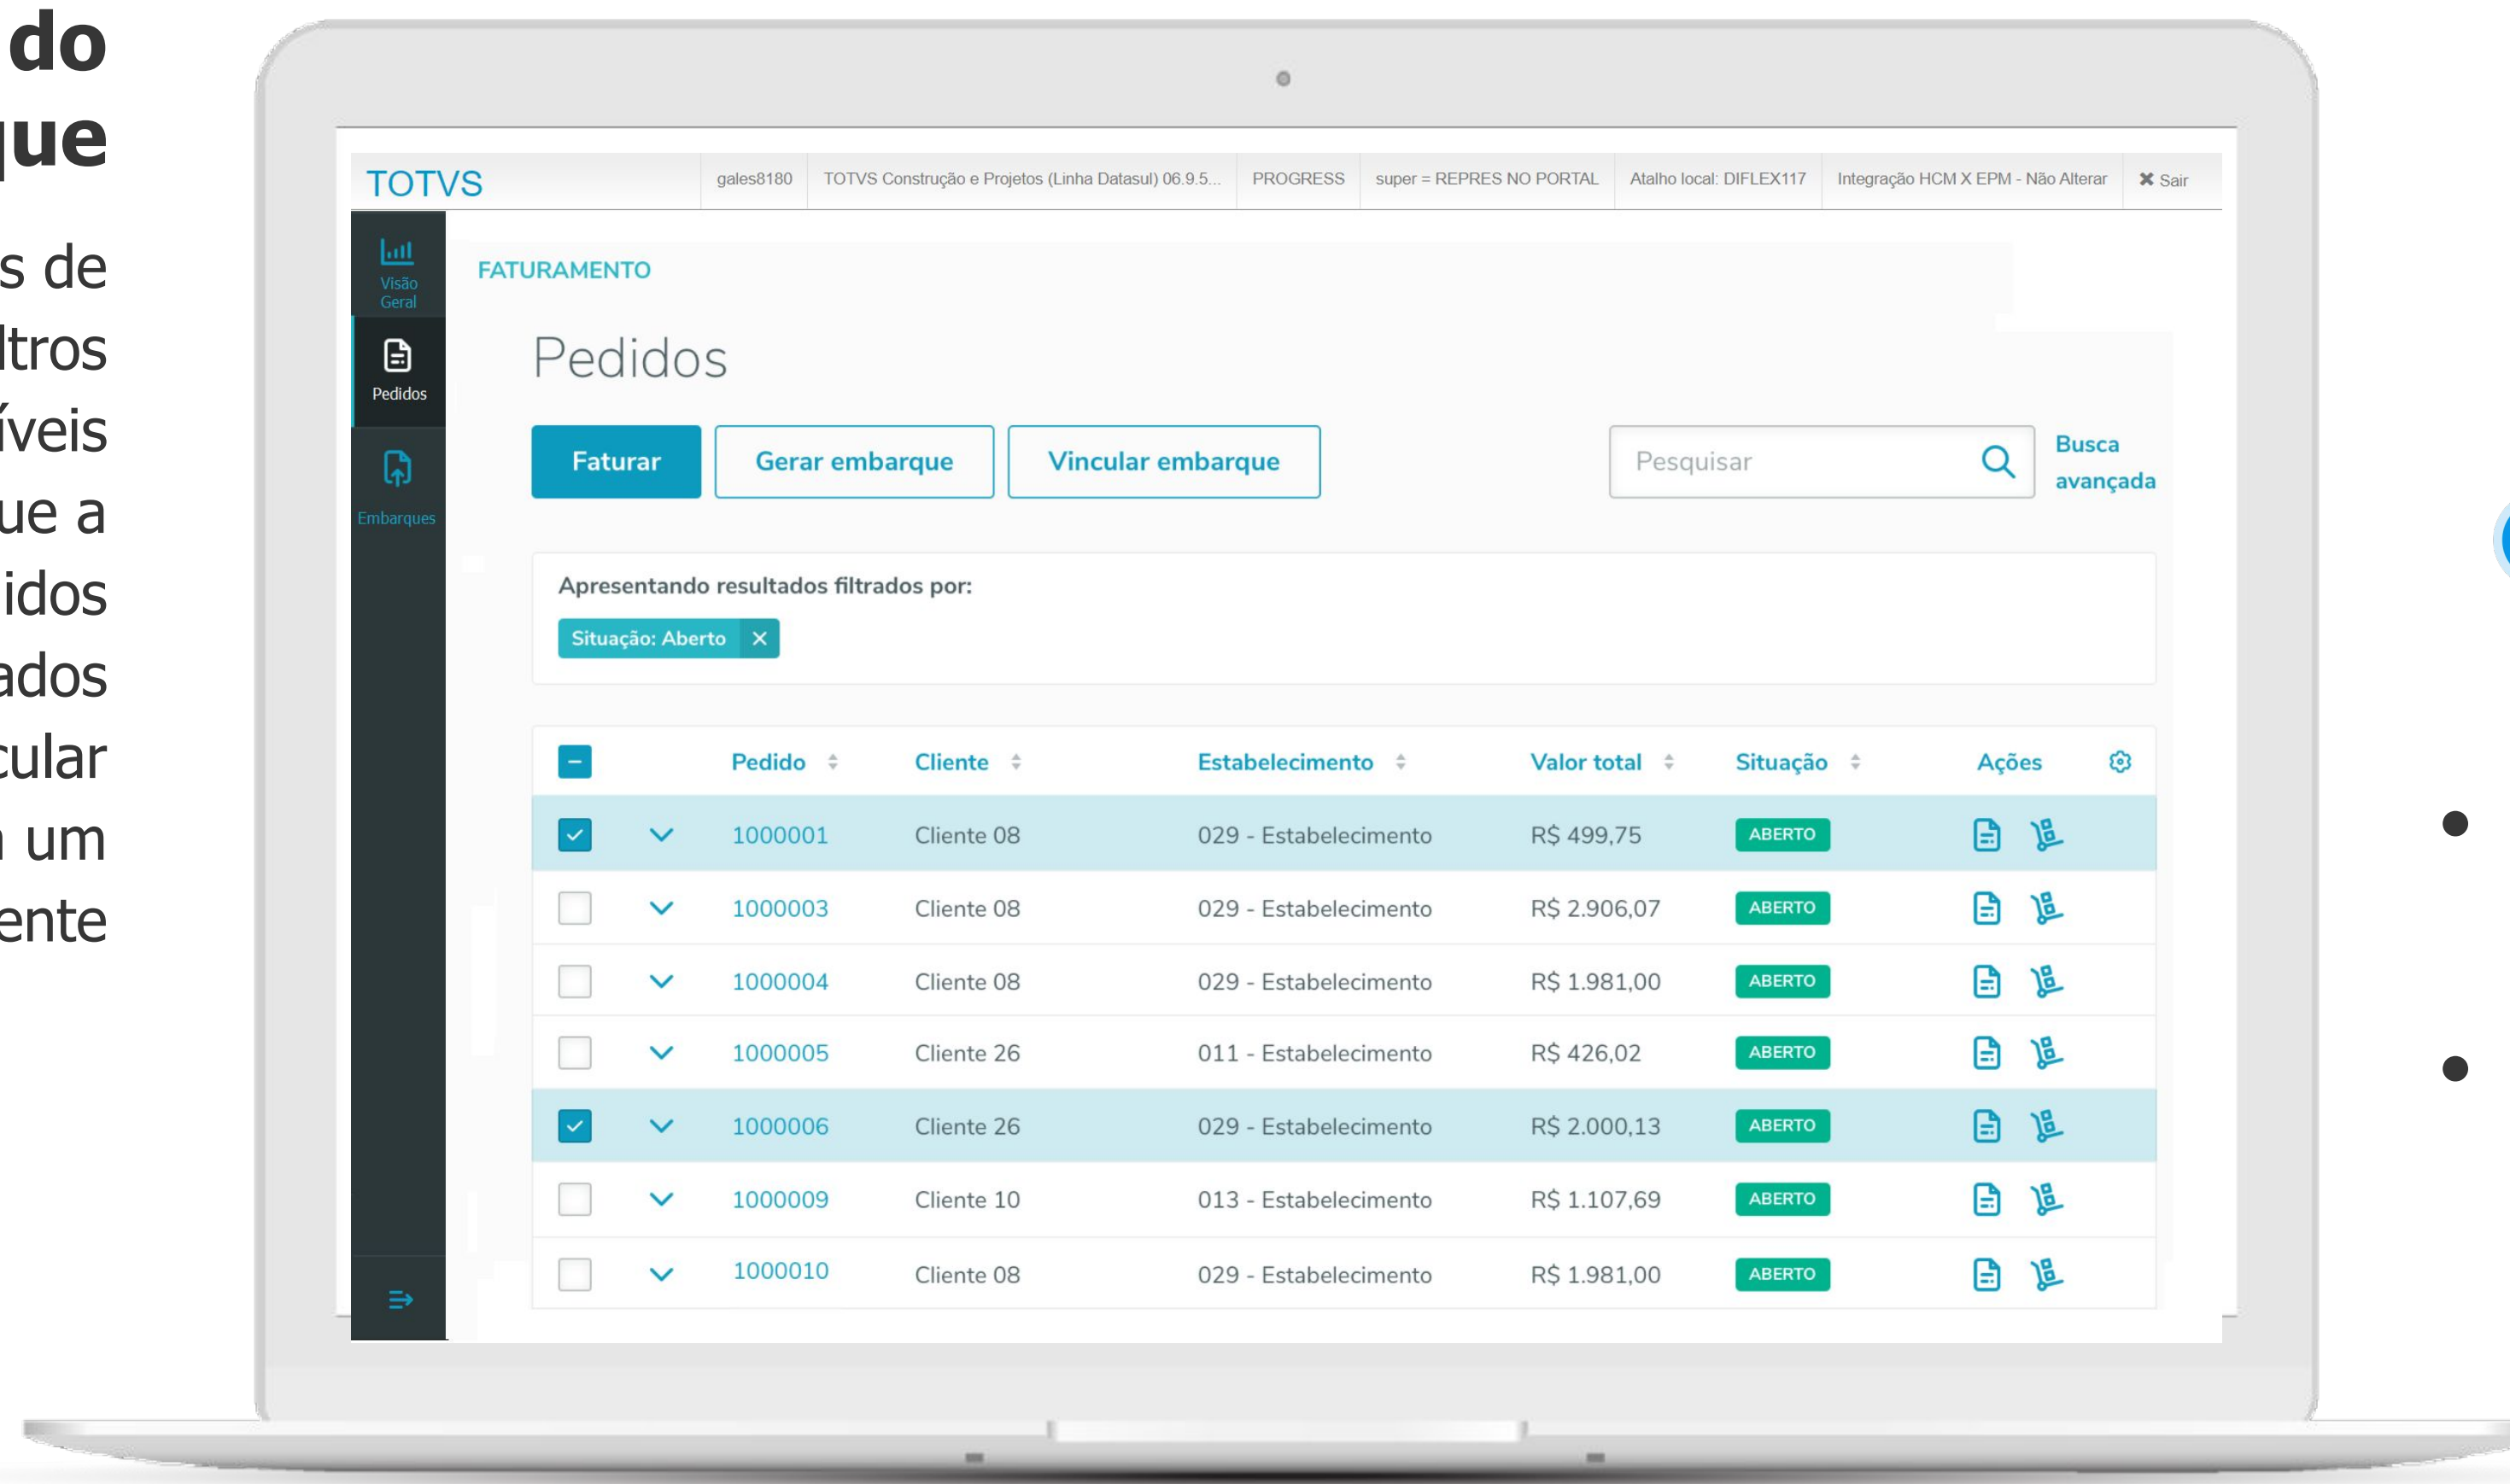 do
que
s de
ltros
íveis
ue a
idos
ados
cular
um
ente
TOTVS
gales8180 TOTVS Construção e Projetos (Linha Datasul) 06.9.5... PROGRESS super = REPRES NO PORTAL Atalho local: DIFLEX117 Integração HCM X EPM - Não Alterar ✖ Sair
Visão
Geral
Pedidos
Embarques
FATURAMENTO
Pedidos
Faturar Gerar embarque Vincular embarque Pesquisar Busca
avançada
Apresentando resultados filtrados por:
Situação: Aberto ×
Pedido Cliente Estabelecimento Valor total Situação Ações
1000001 Cliente 08 029 - Estabelecimento R$ 499,75 ABERTO
1000003 Cliente 08 029 - Estabelecimento R$ 2.906,07 ABERTO
1000004 Cliente 08 029 - Estabelecimento R$ 1.981,00 ABERTO
1000005 Cliente 26 011 - Estabelecimento R$ 426,02 ABERTO
1000006 Cliente 26 029 - Estabelecimento R$ 2.000,13 ABERTO
1000009 Cliente 10 013 - Estabelecimento R$ 1.107,69 ABERTO
1000010 Cliente 08 029 - Estabelecimento R$ 1.981,00 ABERTO